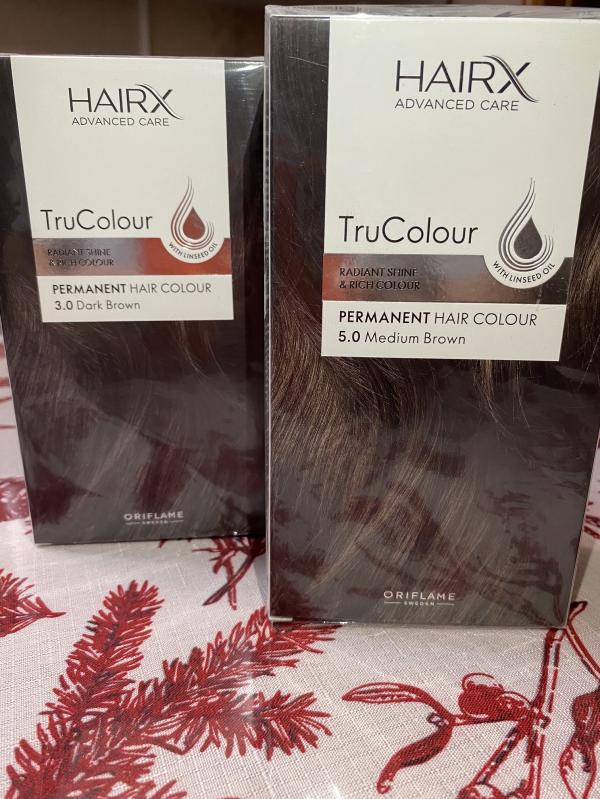 HAIRX
ADVANCED CARE
TruColour
WITH LINSEED OIL
RADIANT SHINE
& RICH COLOUR
PERMANENT HAIR COLOUR
3.0 Dark Brown
ORIFLAME
SWEDEN
HAIRX
ADVANCED CARE
TruColour
WITH LINSEED OIL
RADIANT SHINE
& RICH COLOUR
PERMANENT HAIR COLOUR
5.0 Medium Brown
ORIFLAME
SWEDEN